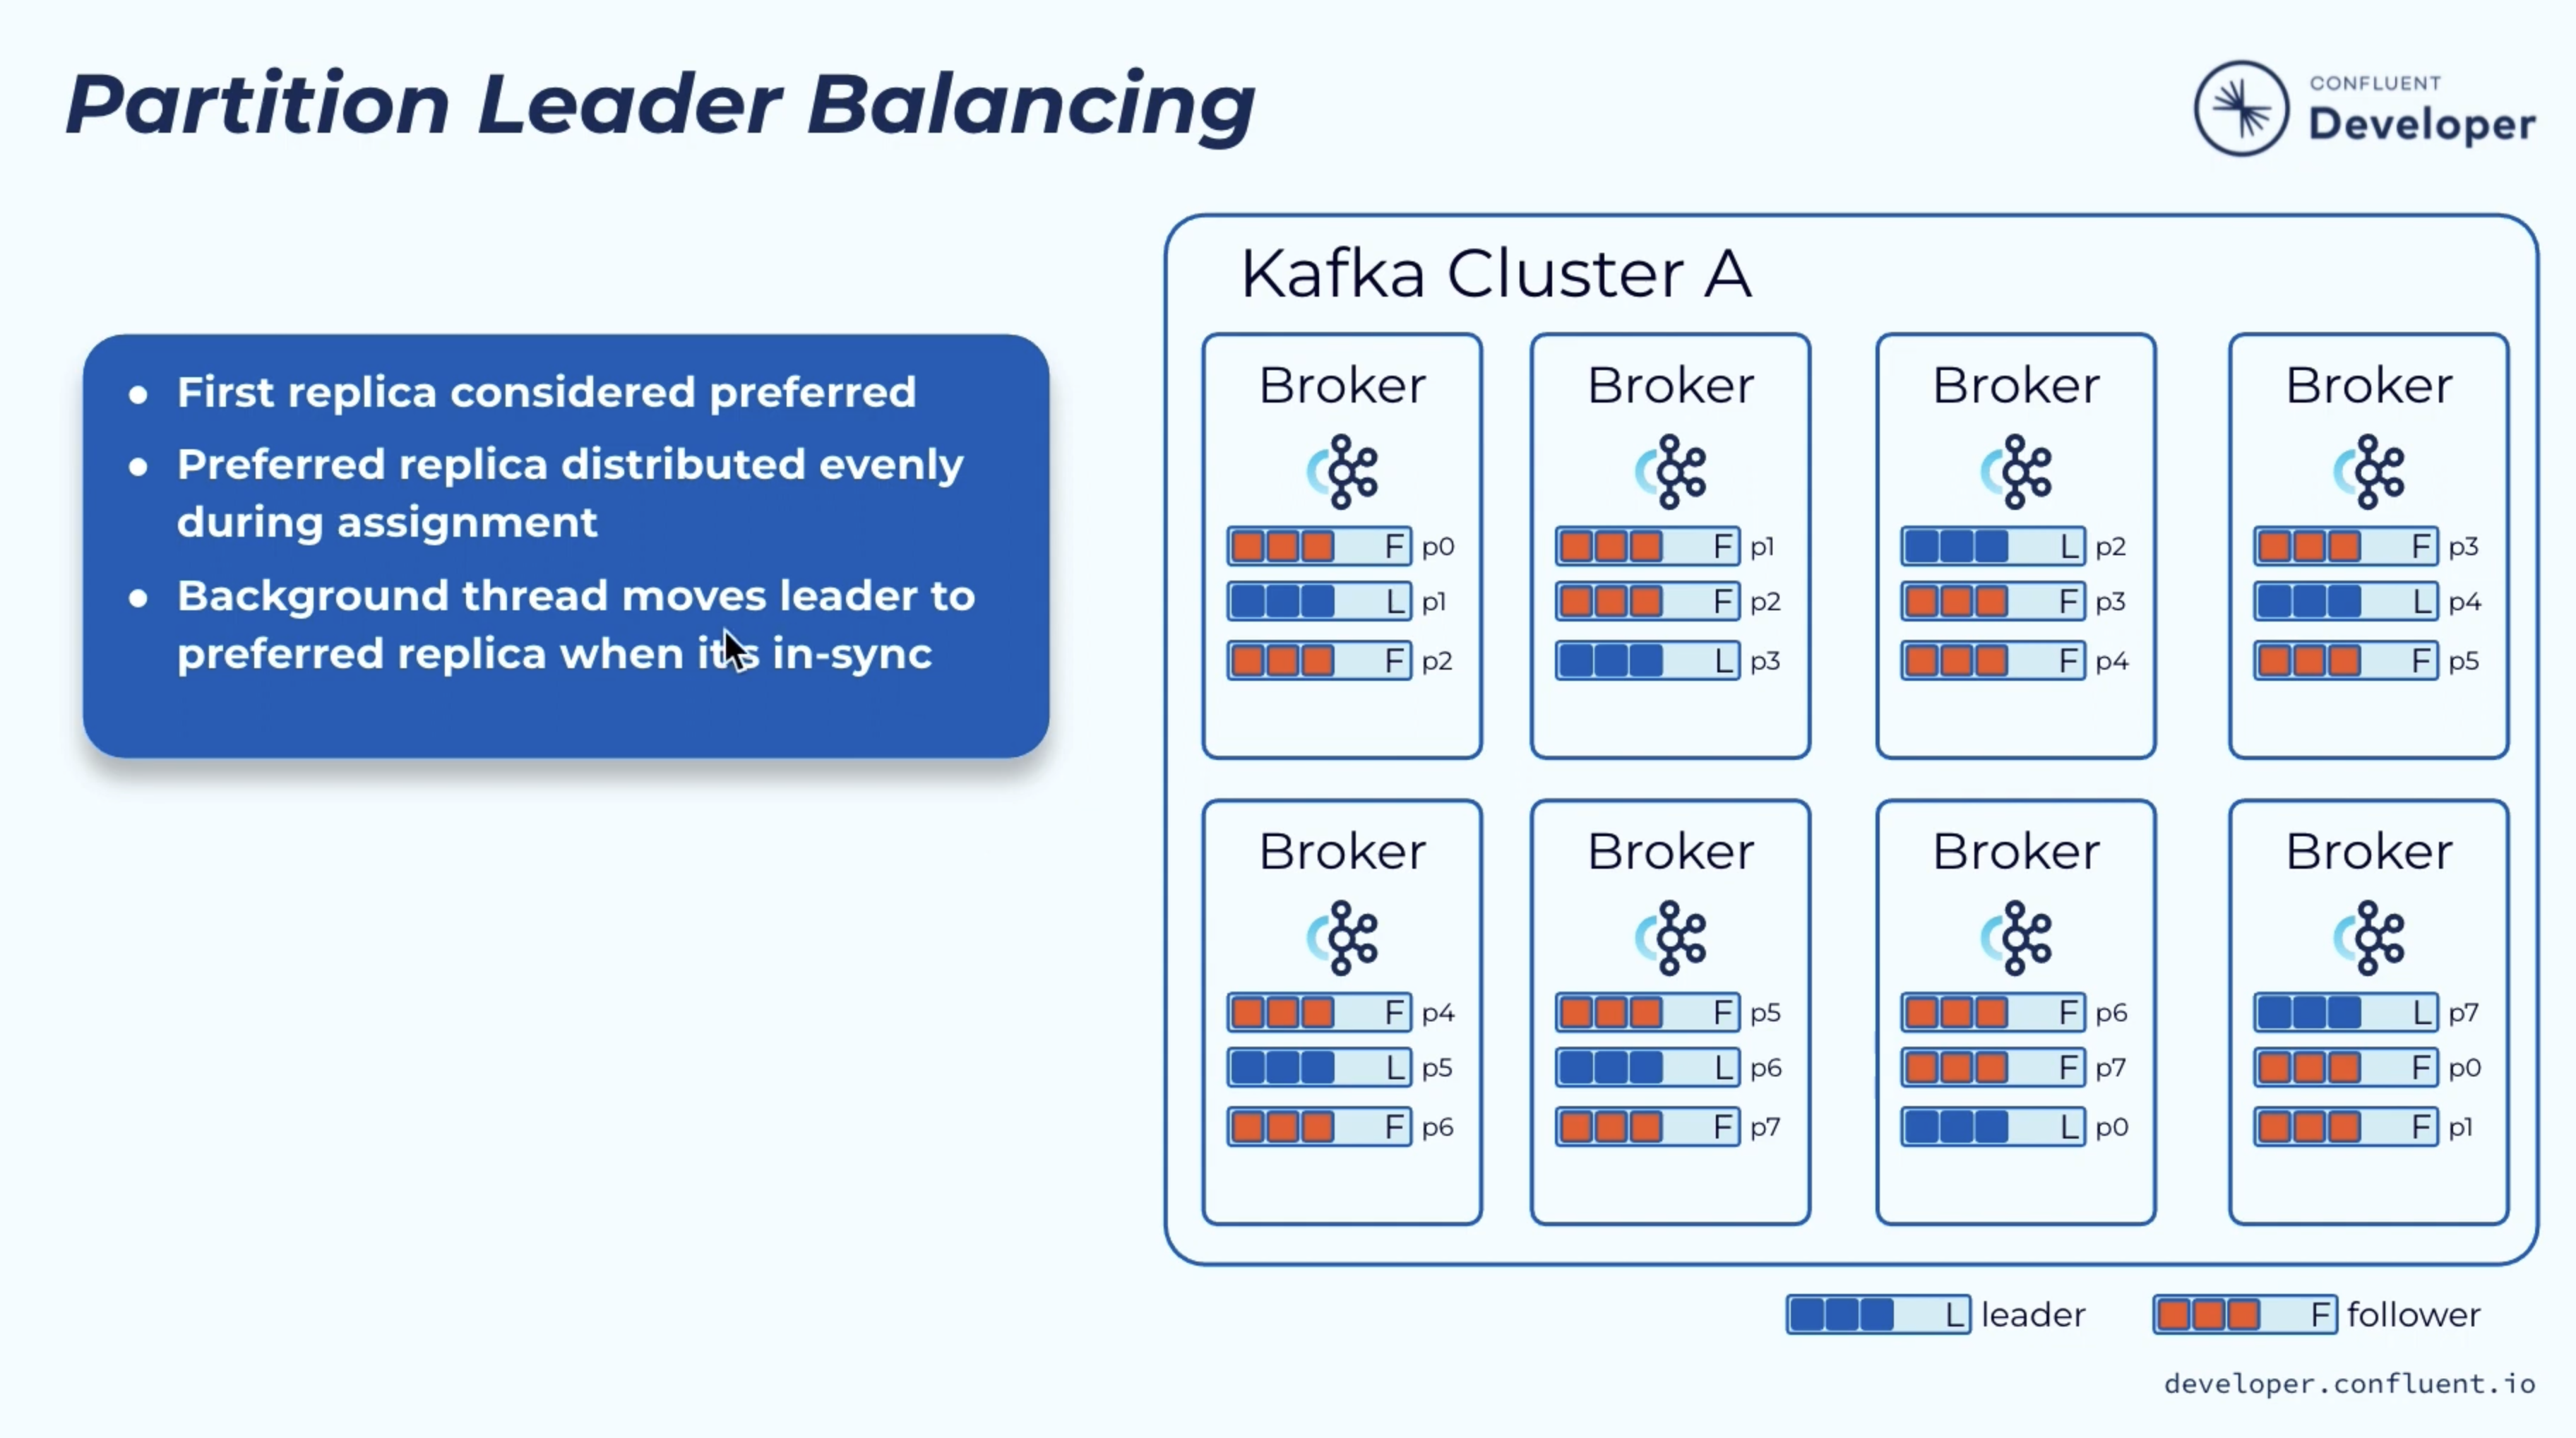 Partition Leader Balancing
CONFLUENT
Developer
• First replica considered preferred
• Preferred replica distributed evenly
during assignment
• Background thread moves leader to
preferred replica when it's in-sync
Kafka Cluster A
Broker
F p0
L p1
F p2
Broker
F p1
F p2
L p3
Broker
L p2
F p3
F p4
Broker
F p3
L p4
F p5
Broker
F p4
L p5
F p6
Broker
F p5
L p6
F p7
Broker
F p6
F p7
L p0
Broker
L p7
F p0
F p1
L leader
F follower
developer.confluent.io